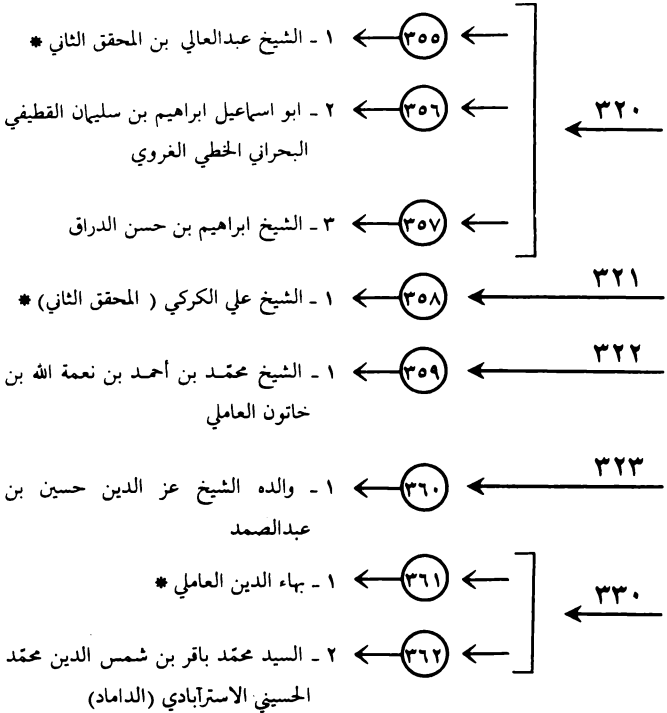 ٣٢٠
٣٥٥ ١ ـ الشيخ عبدالعالي بن المحقق الثاني *
٣٥٦ ٢ ـ ابو اسماعيل ابراهيم بن سليمان القطيفي
البحراني الخطي الغروي
٣٥٧ ٣ ـ الشيخ ابراهيم بن حسن الدراق
٣٢١
٣٥٨ ١ ـ الشيخ علي الكركي ( المحقق الثاني) *
٣٢٢
٣٥٩ ١ ـ الشيخ محمّد بن أحمد بن نعمة الله بن
خاتون العاملي
٣٢٣
٣٦٠ ١ ـ والده الشيخ عز الدين حسين بن
عبدالصمد
٣٣٠
٣٦١ ١ ـ بهاء الدين العاملي *
٣٦٢ ٢ ـ السيد محمّد باقر بن شمس الدين محمّد
الحسيني الاسترآبادي (الداماد)